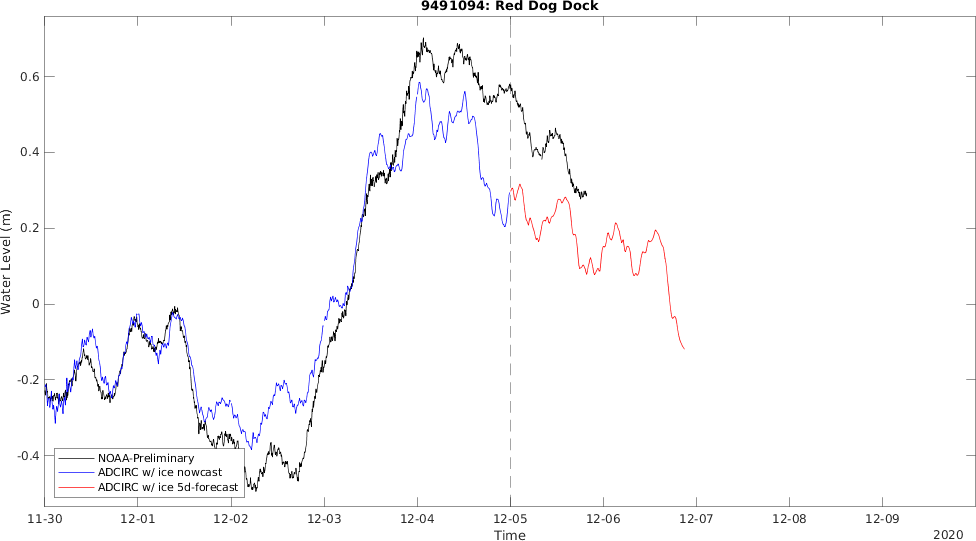 9491094: Red Dog Dock
Water Level (m)
0.6
0.4
0.2
0
-0.2
-0.4
NOAA-Preliminary
ADCIRC w/ ice nowcast
ADCIRC w/ ice 5d-forecast
11-30 12-01 12-02 12-03 12-04 12-05 12-06 12-07 12-08 12-09
Time
2020